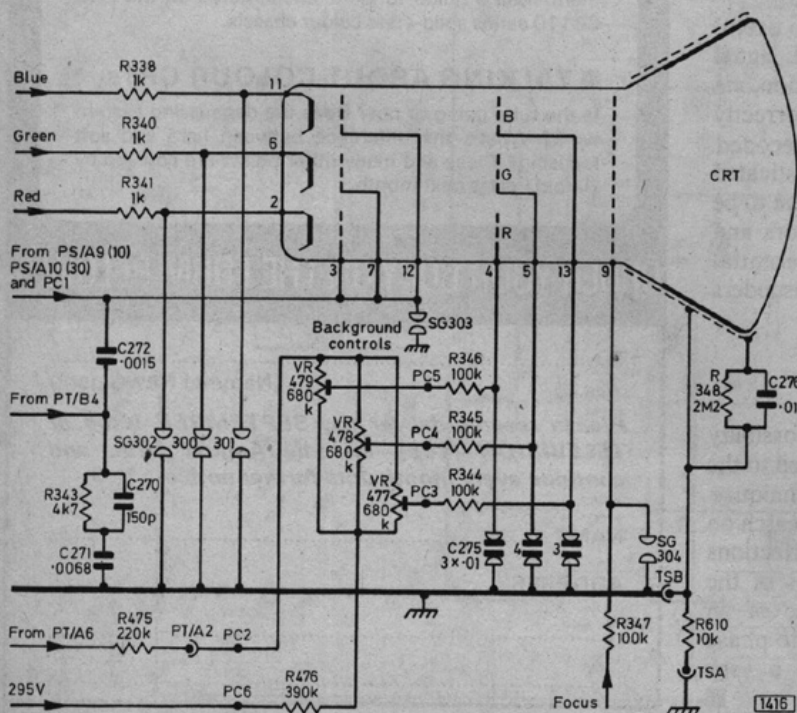 Blue
R338
1k
11
Green
R340
1k
6
Red
R341
1k
2
B
G
R
CRT
From PS/A9 (10)
PS/A10 (30)
and PC1
3
7
12
4
5
13
9
SG303
C272
.0015
Background
controls
From PT/B4
VR
479
680
k
PC5
R346
100k
VR
478
680
k
PC4
R345
100k
VR
477
680
k
PC3
R344
100k
R
348
2M2
C276
.01
SG302
300
301
R343
4k7
C270
150p
C271
.0068
C275
3×.01
4
3
SG
304
TSB
From PT/A6
R475
220k
PT/A2
PC2
R347
100k
R610
10k
TSA
295V
PC6
R476
390k
Focus
1416